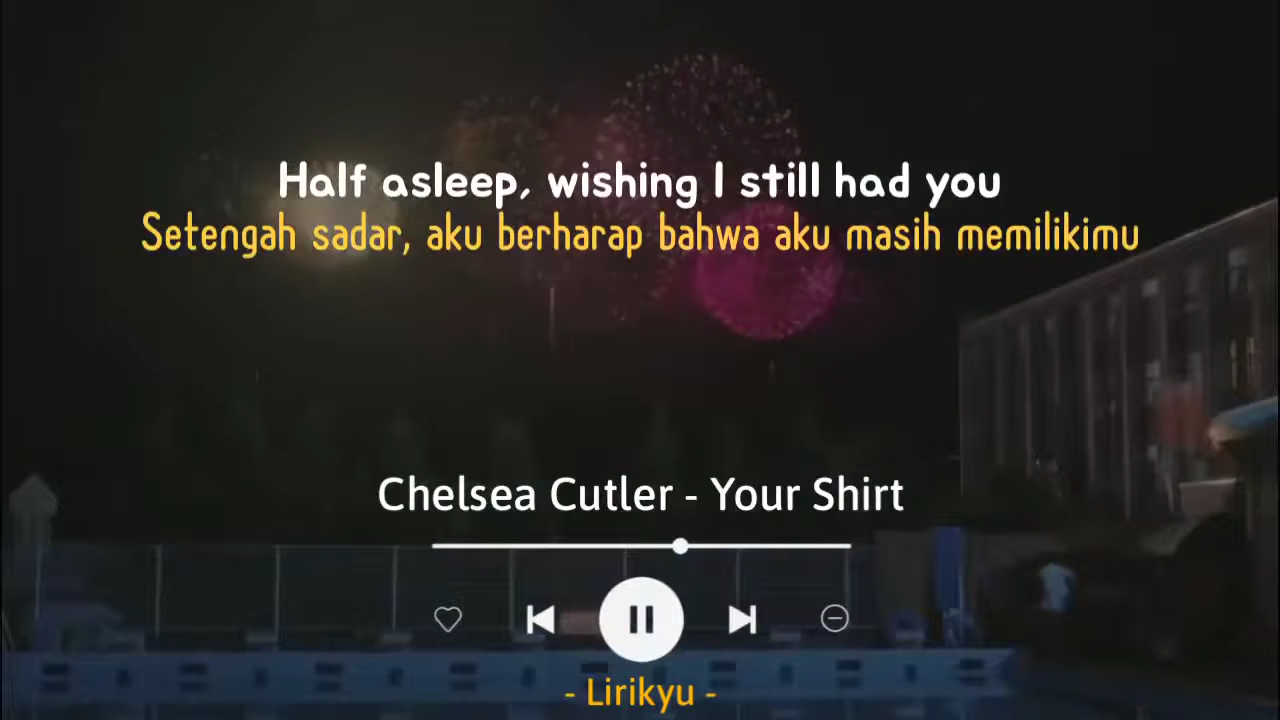 Half asleep, wishing I still had you
Setengah sadar, aku berharap bahwa aku masih memilikimu
Chelsea Cutler - Your Shirt
- Lirikyu -